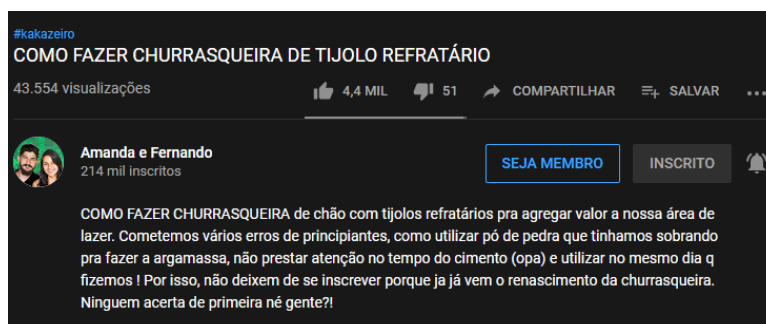 #kakazeiro
COMO FAZER CHURRASQUEIRA DE TIJOLO REFRATÁRIO
43.554 visualizações 4,4 MIL 51 COMPARTILHAR SALVAR
Amanda e Fernando
214 mil inscritos
SEJA MEMBRO INSCRITO
COMO FAZER CHURRASQUEIRA de chão com tijolos refratários pra agregar valor a nossa área de
lazer. Cometemos vários erros de principiantes, como utilizar pó de pedra que tinhamos sobrando
pra fazer a argamassa, não prestar atenção no tempo do cimento (opa) e utilizar no mesmo dia q
fizemos ! Por isso, não deixem de se inscrever porque ja já vem o renascimento da churrasqueira.
Ninguem acerta de primeira né gente?!